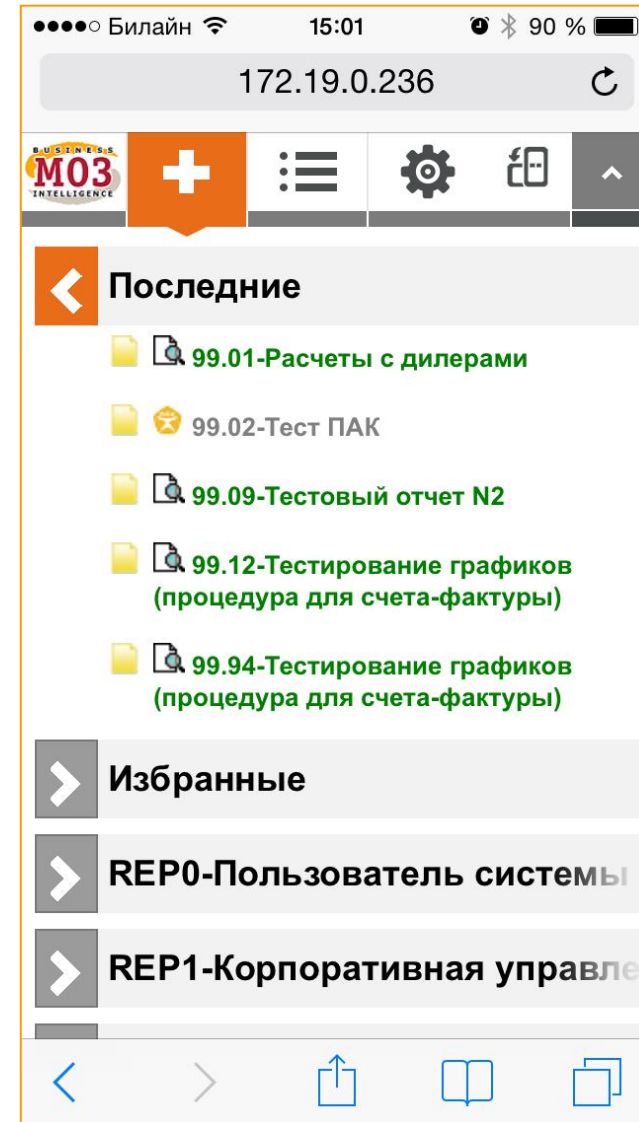 Билайн 15:01 90 %
172.19.0.236
BUSINESS
МОЗ
INTELLIGENCE
Последние
99.01-Расчеты с дилерами
99.02-Тест ПАК
99.09-Тестовый отчет N2
99.12-Тестирование графиков
(процедура для счета-фактуры)
99.94-Тестирование графиков
(процедура для счета-фактуры)
Избранные
REP0-Пользователь системы
REP1-Корпоративная управле